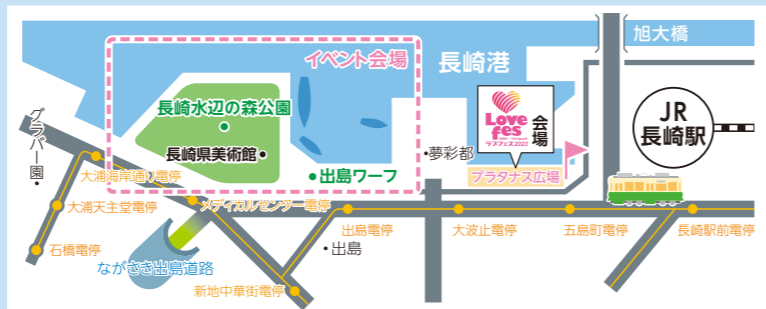 旭大橋
イベント会場
長崎港
JR
長崎駅
Love
fes
ラブフェス2023
会場
長崎水辺の森公園
長崎県美術館
グラバー園
・夢彩都
プラタナス広場
出島ワーフ
大浦海岸通り電停
大浦天主堂電停
メディカルセンター電停
出島電停
大波止電停
五島町電停
長崎駅前電停
石橋電停
・出島
ながさき出島道路
新地中華街電停